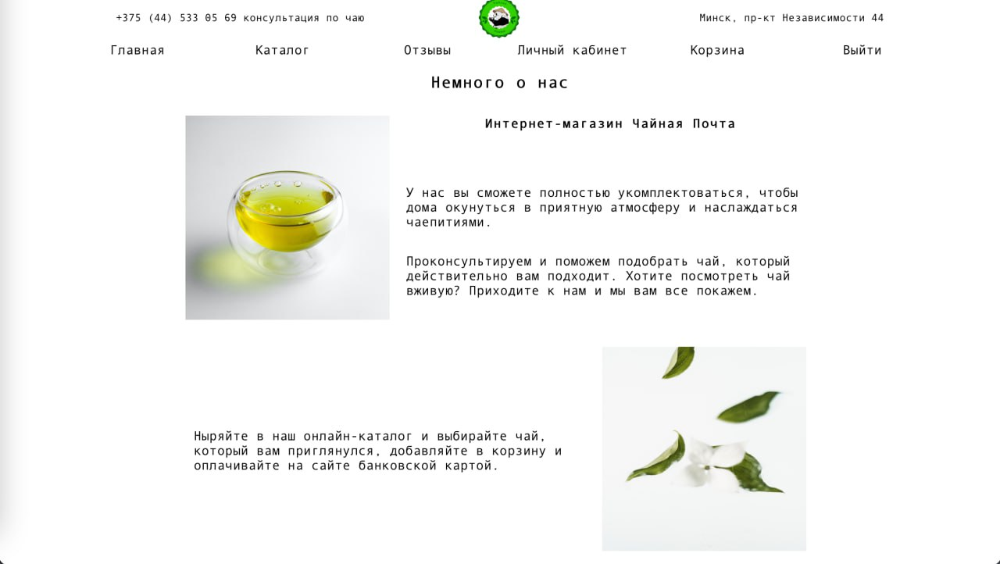 +375 (44) 533 05 69 консультация по чаю
Минск, пр-кт Независимости 44
Главная Каталог Отзывы Личный кабинет Корзина Выйти
Немного о нас
Интернет-магазин Чайная Почта
У нас вы сможете полностью укомплектоваться, чтобы
дома окунуться в приятную атмосферу и наслаждаться
чаепитиями.
Проконсультируем и поможем подобрать чай, который
действительно вам подходит. Хотите посмотреть чай
вживую? Приходите к нам и мы вам все покажем.
Ныряйте в наш онлайн-каталог и выбирайте чай,
который вам приглянулся, добавляйте в корзину и
оплачивайте на сайте банковской картой.